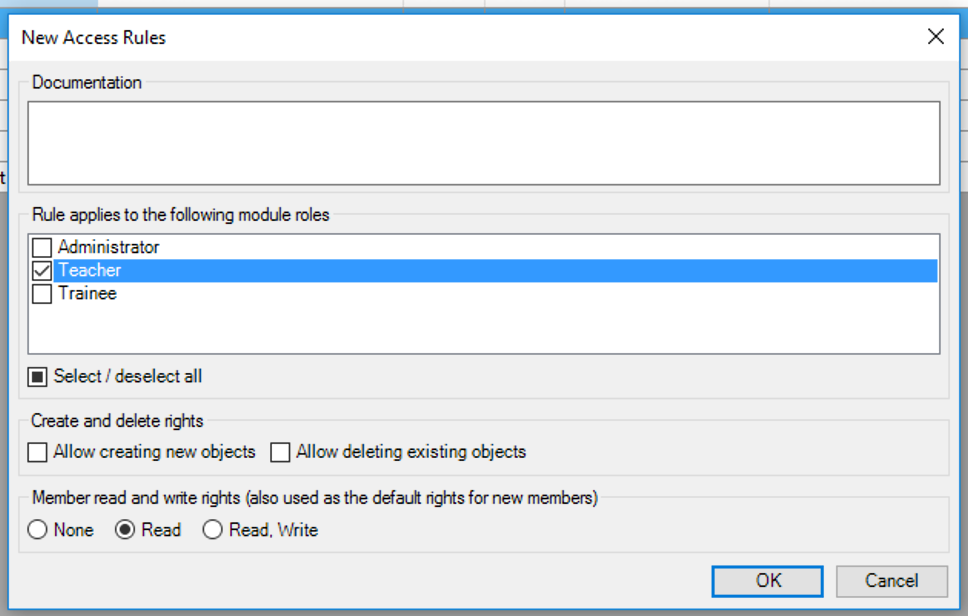 New Access Rules
Documentation
t
Rule applies to the following module roles
Administrator
Teacher
Trainee
Select / deselect all
Create and delete rights
Allow creating new objects Allow deleting existing objects
Member read and write rights (also used as the default rights for new members)
None Read Read, Write
OK Cancel